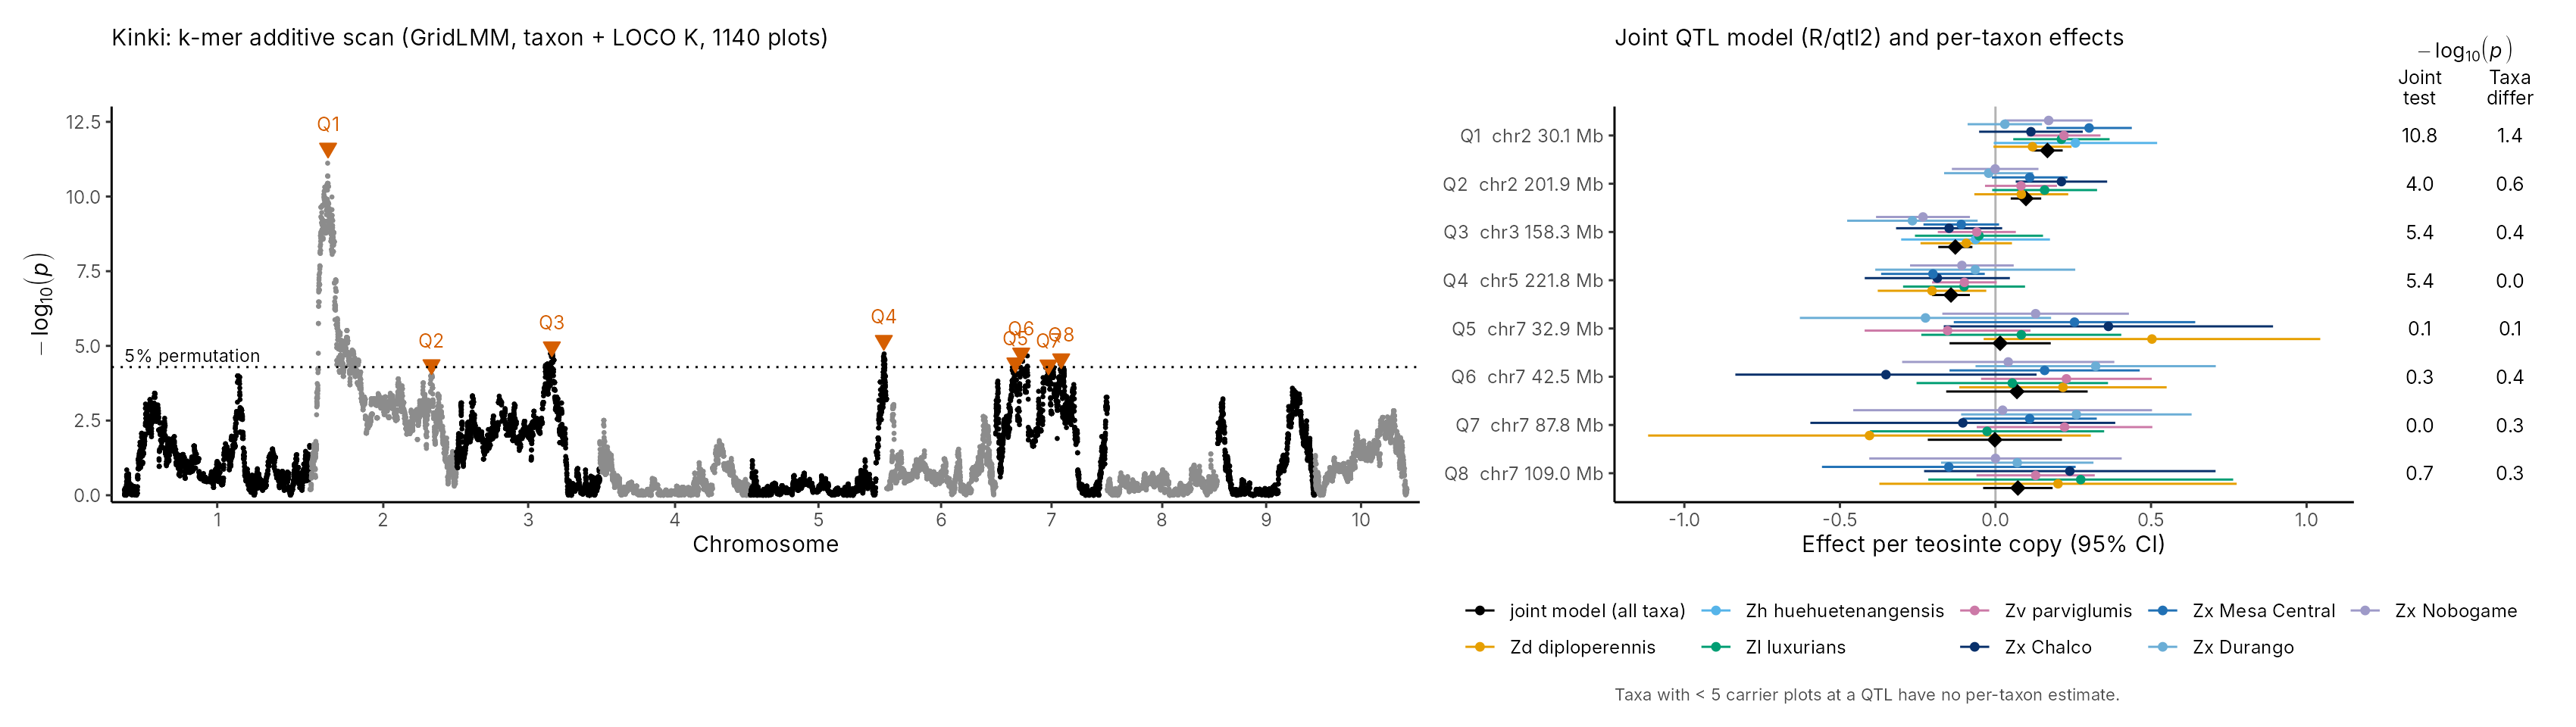 Kinki: k-mer additive scan (GridLMM, taxon + LOCO K, 1140 plots)
12.5
10.0
7.5
5.0
2.5
0.0
− log10(p)
5% permutation
Q1
Q2
Q3
Q4
Q5
Q6
Q7
Q8
1 2 3 4 5 6 7 8 9 10
Chromosome
Joint QTL model (R/qtl2) and per-taxon effects
− log10(p)
Joint test
Taxa differ
Q1 chr2 30.1 Mb 10.8 1.4
Q2 chr2 201.9 Mb 4.0 0.6
Q3 chr3 158.3 Mb 5.4 0.4
Q4 chr5 221.8 Mb 5.4 0.0
Q5 chr7 32.9 Mb 0.1 0.1
Q6 chr7 42.5 Mb 0.3 0.4
Q7 chr7 87.8 Mb 0.0 0.3
Q8 chr7 109.0 Mb 0.7 0.3
-1.0 -0.5 0.0 0.5 1.0
Effect per teosinte copy (95% CI)
joint model (all taxa) Zh huehuetenangensis Zv parviglumis Zx Mesa Central Zx Nobogame
Zd diploperennis Zl luxurians Zx Chalco Zx Durango
Taxa with < 5 carrier plots at a QTL have no per-taxon estimate.